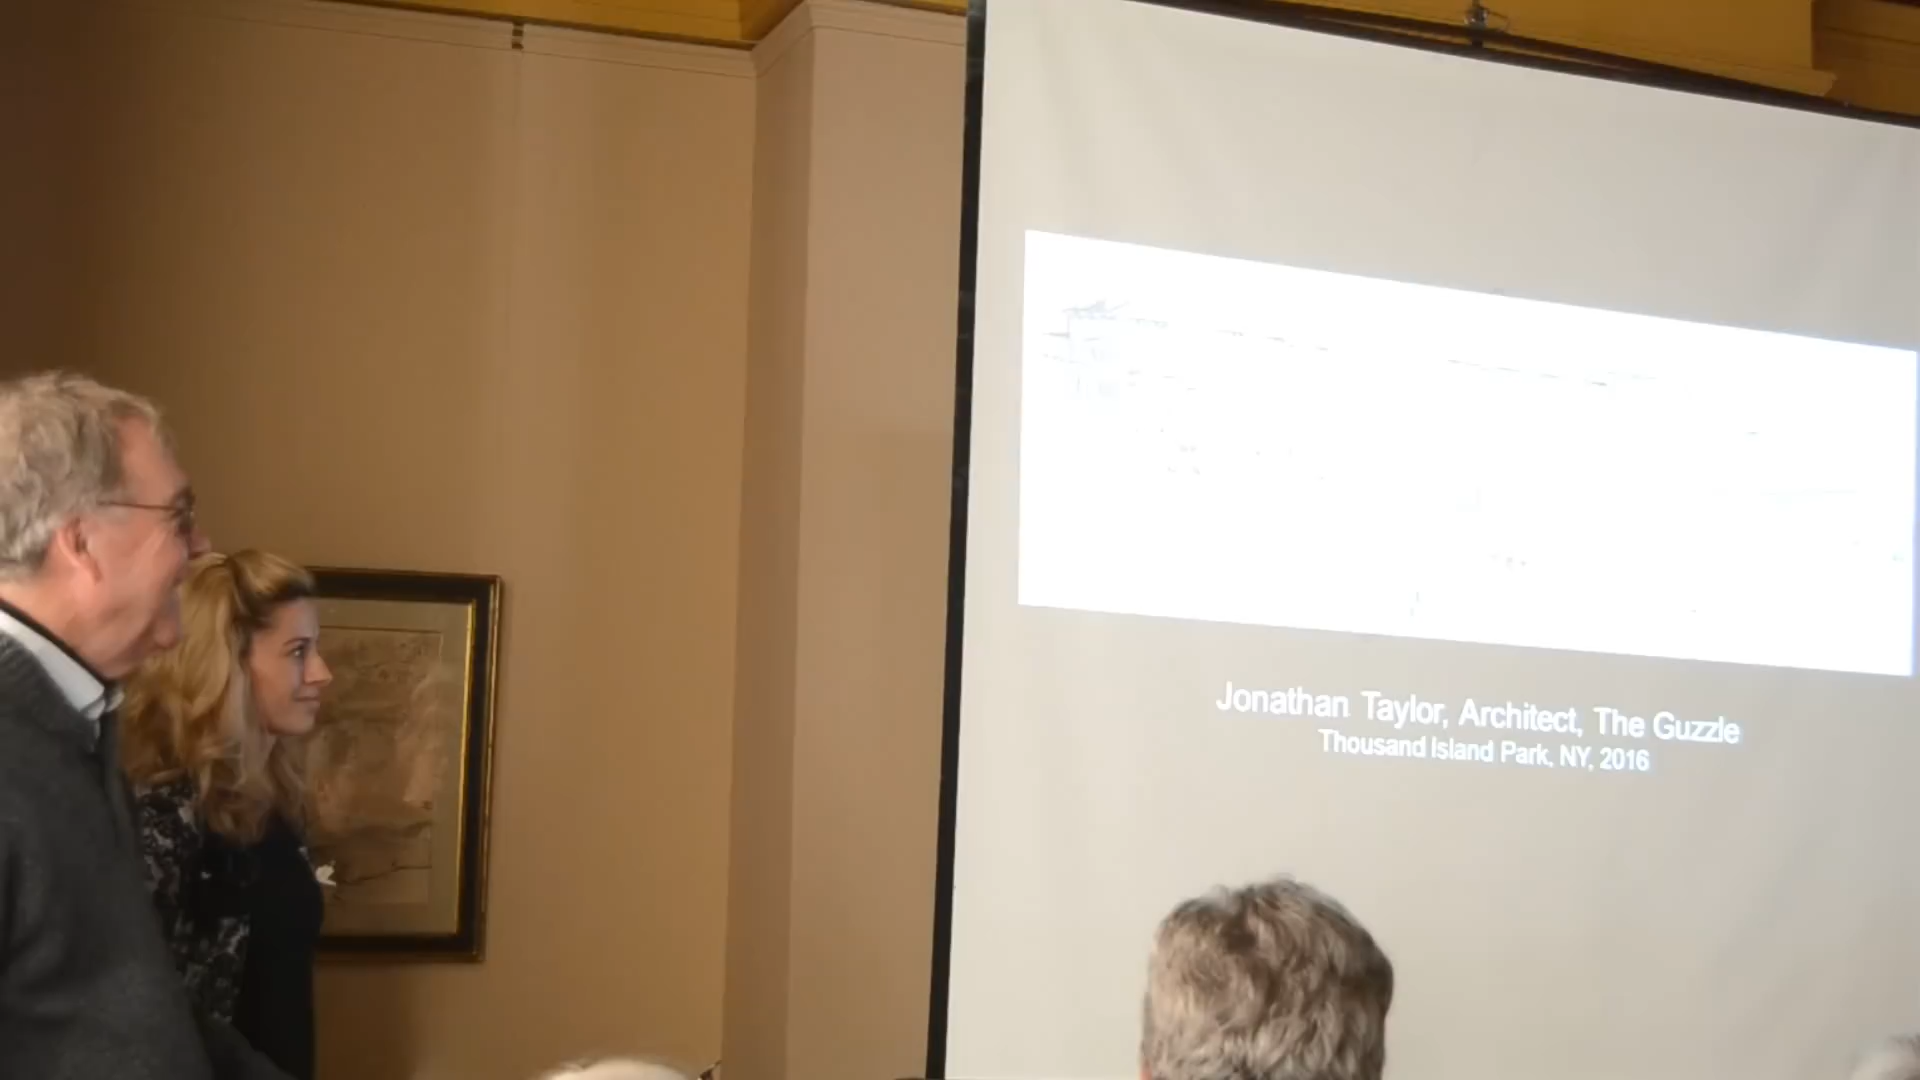 Jonathan Taylor, Architect, The Guzzle
Thousand Island Park, NY, 2016